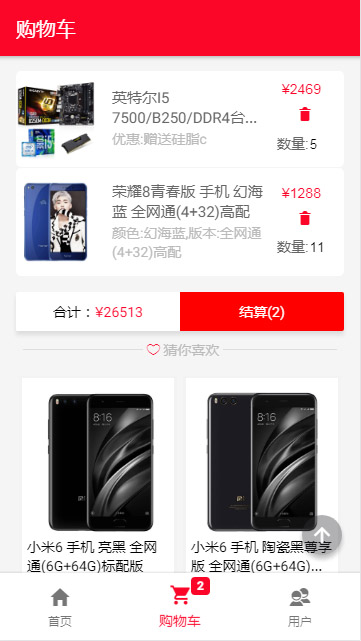 购物车
英特尔I5
7500/B250/DDR4台...
优惠:赠送硅脂c
¥2469
数量:5
荣耀8青春版 手机 幻海
蓝 全网通(4+32)高配
颜色:幻海蓝,版本:全网通
(4+32)高配
¥1288
数量:11
合计：¥26513
结算(2)
猜你喜欢
8:16
8:16
小米6 手机 亮黑 全网
通(6G+64G)标配版
小米6 手机 陶瓷黑尊享
版 全网通(6G+64G)...
首页
2
购物车
用户